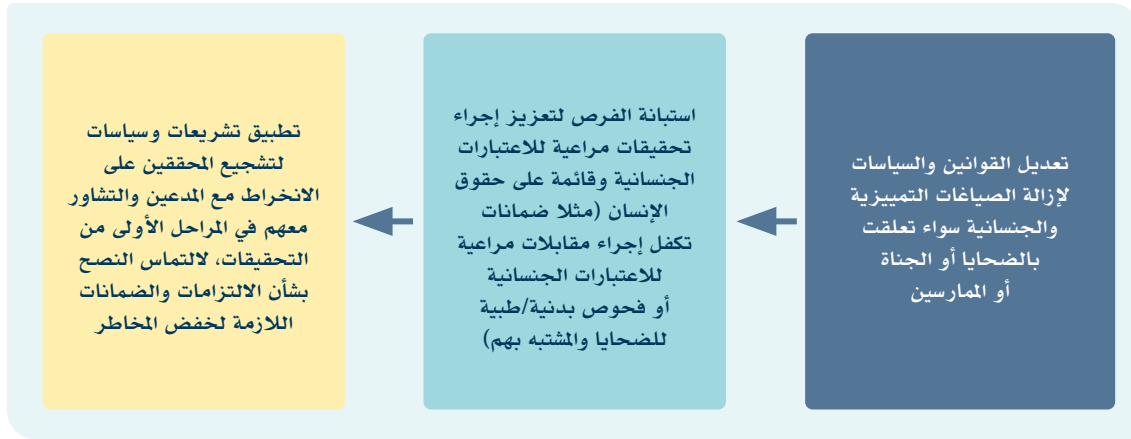 تعديل القوانين والسياسات
لإزالة الصياغات التمييزية
والجنسانية سواء تعلقت
بالضحايا أو الجناة
أو الممارسين
استبانة الفرص لتعزيز إجراء
تحقيقات مراعية للاعتبارات
الجنسانية وقائمة على حقوق
الإنسان (مثلا ضمانات
تكفل إجراء مقابلات مراعية
للاعتبارات الجنسانية
أو فحوص بدنية/طبية
للضحايا والمشتبه بهم)
تطبيق تشريعات وسياسات
لتشجيع المحققين على
الانخراط مع المدعين والتشاور
معهم في المراحل الأولى من
التحقيقات، لالتماس النصح
بشأن الالتزامات والضمانات
اللازمة لخفض المخاطر